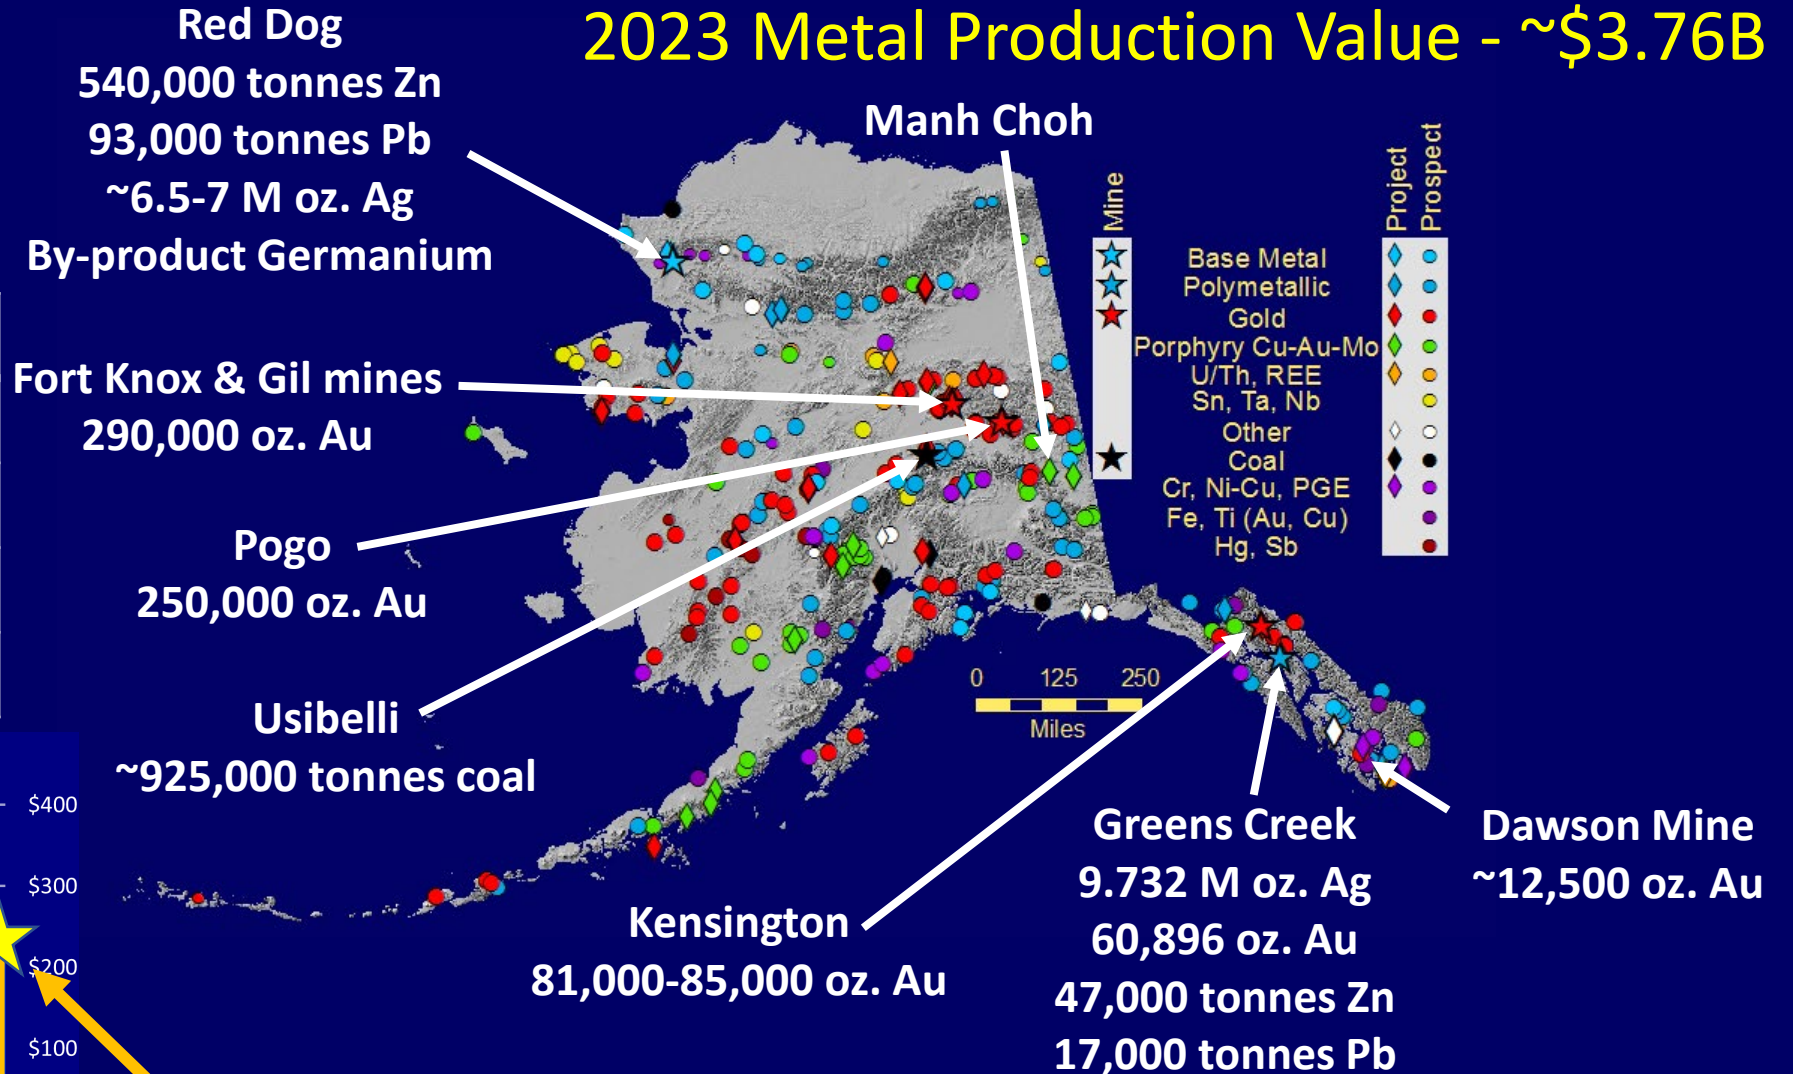 2023 Metal Production Value - ~$3.76B
Red Dog
540,000 tonnes Zn
93,000 tonnes Pb
~6.5-7 M oz. Ag
By-product Germanium
Manh Choh
Mine
Project
Prospect
Base Metal
Polymetallic
Gold
Porphyry Cu-Au-Mo
U/Th, REE
Sn, Ta, Nb
Other
Coal
Cr, Ni-Cu, PGE
Fe, Ti (Au, Cu)
Hg, Sb
Fort Knox & Gil mines
290,000 oz. Au
Pogo
250,000 oz. Au
Usibelli
~925,000 tonnes coal
0 125 250
Miles
Kensington
81,000-85,000 oz. Au
Greens Creek
9.732 M oz. Ag
60,896 oz. Au
47,000 tonnes Zn
17,000 tonnes Pb
Dawson Mine
~12,500 oz. Au
$400
$300
$200
$100